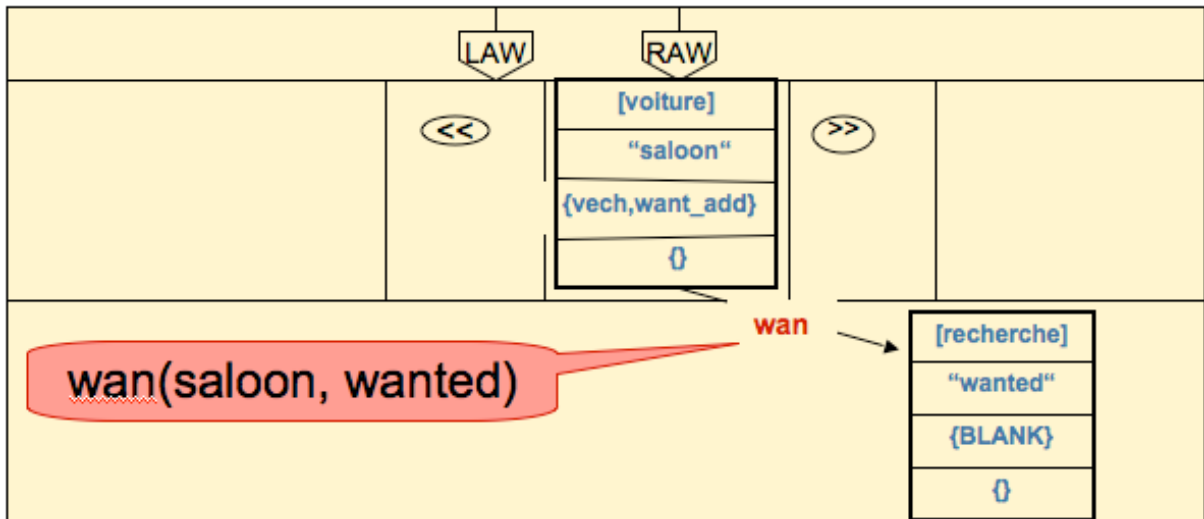 LAW RAW
[voiture]
<< >>
“saloon“
{vech,want_add}
{}
wan
[recherche]
wan(saloon, wanted)
“wanted“
{BLANK}
{}